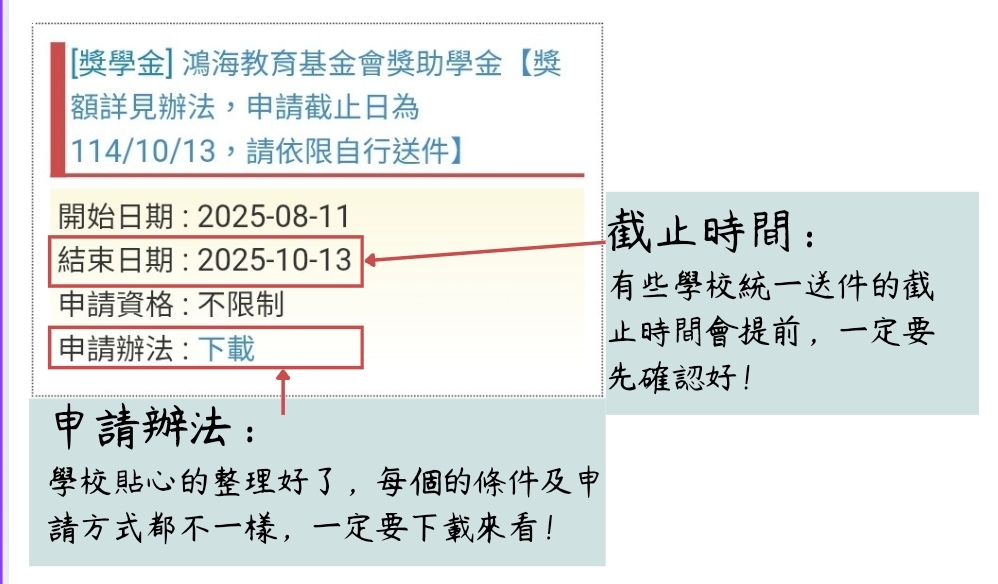 [獎學金] 鴻海教育基金會獎助學金【獎
額詳見辦法，申請截止日為
114/10/13，請依限自行送件】
開始日期 : 2025-08-11
結束日期 : 2025-10-13
申請資格 : 不限制
申請辦法 : 下載
截止時間：
有些學校統一送件的截
止時間會提前，一定要
先確認好！
申請辦法：
學校貼心的整理好了，每個的條件及申
請方式都不一樣，一定要下載來看！